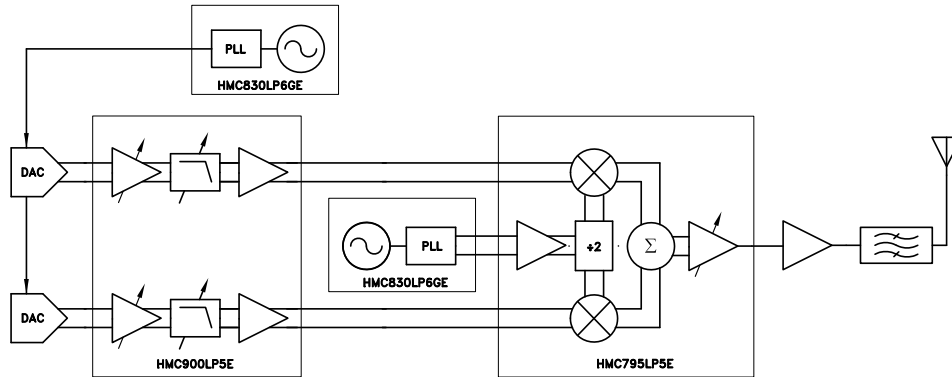 PLL
HMC830LP6GE
DAC
PLL
÷2
Σ
HMC830LP6GE
DAC
HMC900LP5E
HMC795LP5E